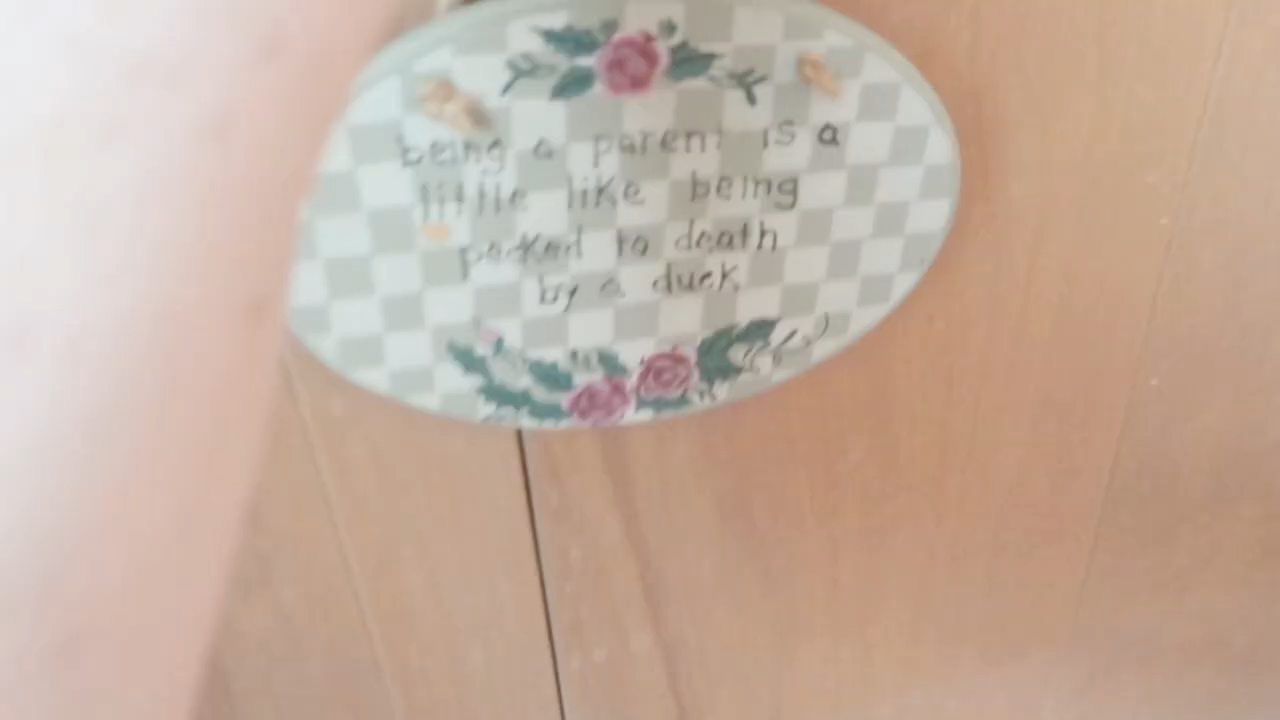 being a parent is a
little like being
pecked to death
by a duck